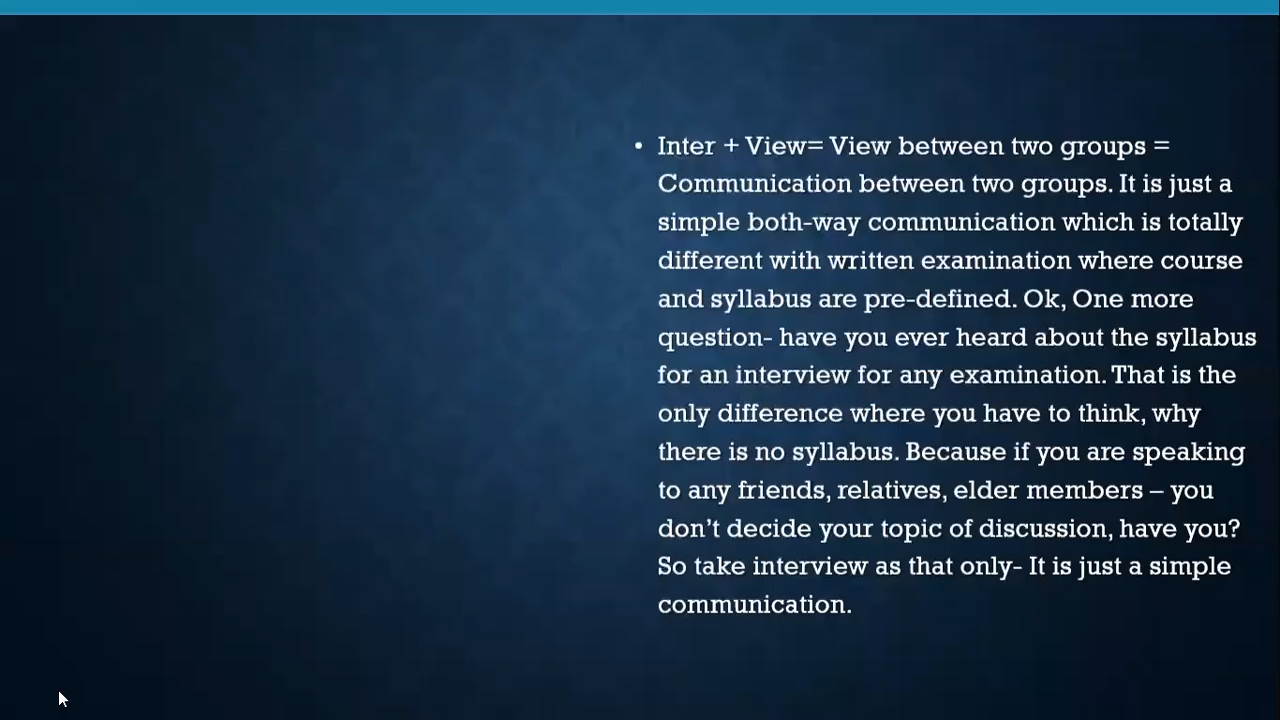 • Inter + View= View between two groups =
Communication between two groups. It is just a
simple both-way communication which is totally
different with written examination where course
and syllabus are pre-defined. Ok, One more
question- have you ever heard about the syllabus
for an interview for any examination. That is the
only difference where you have to think, why
there is no syllabus. Because if you are speaking
to any friends, relatives, elder members – you
don't decide your topic of discussion, have you?
So take interview as that only- It is just a simple
communication.